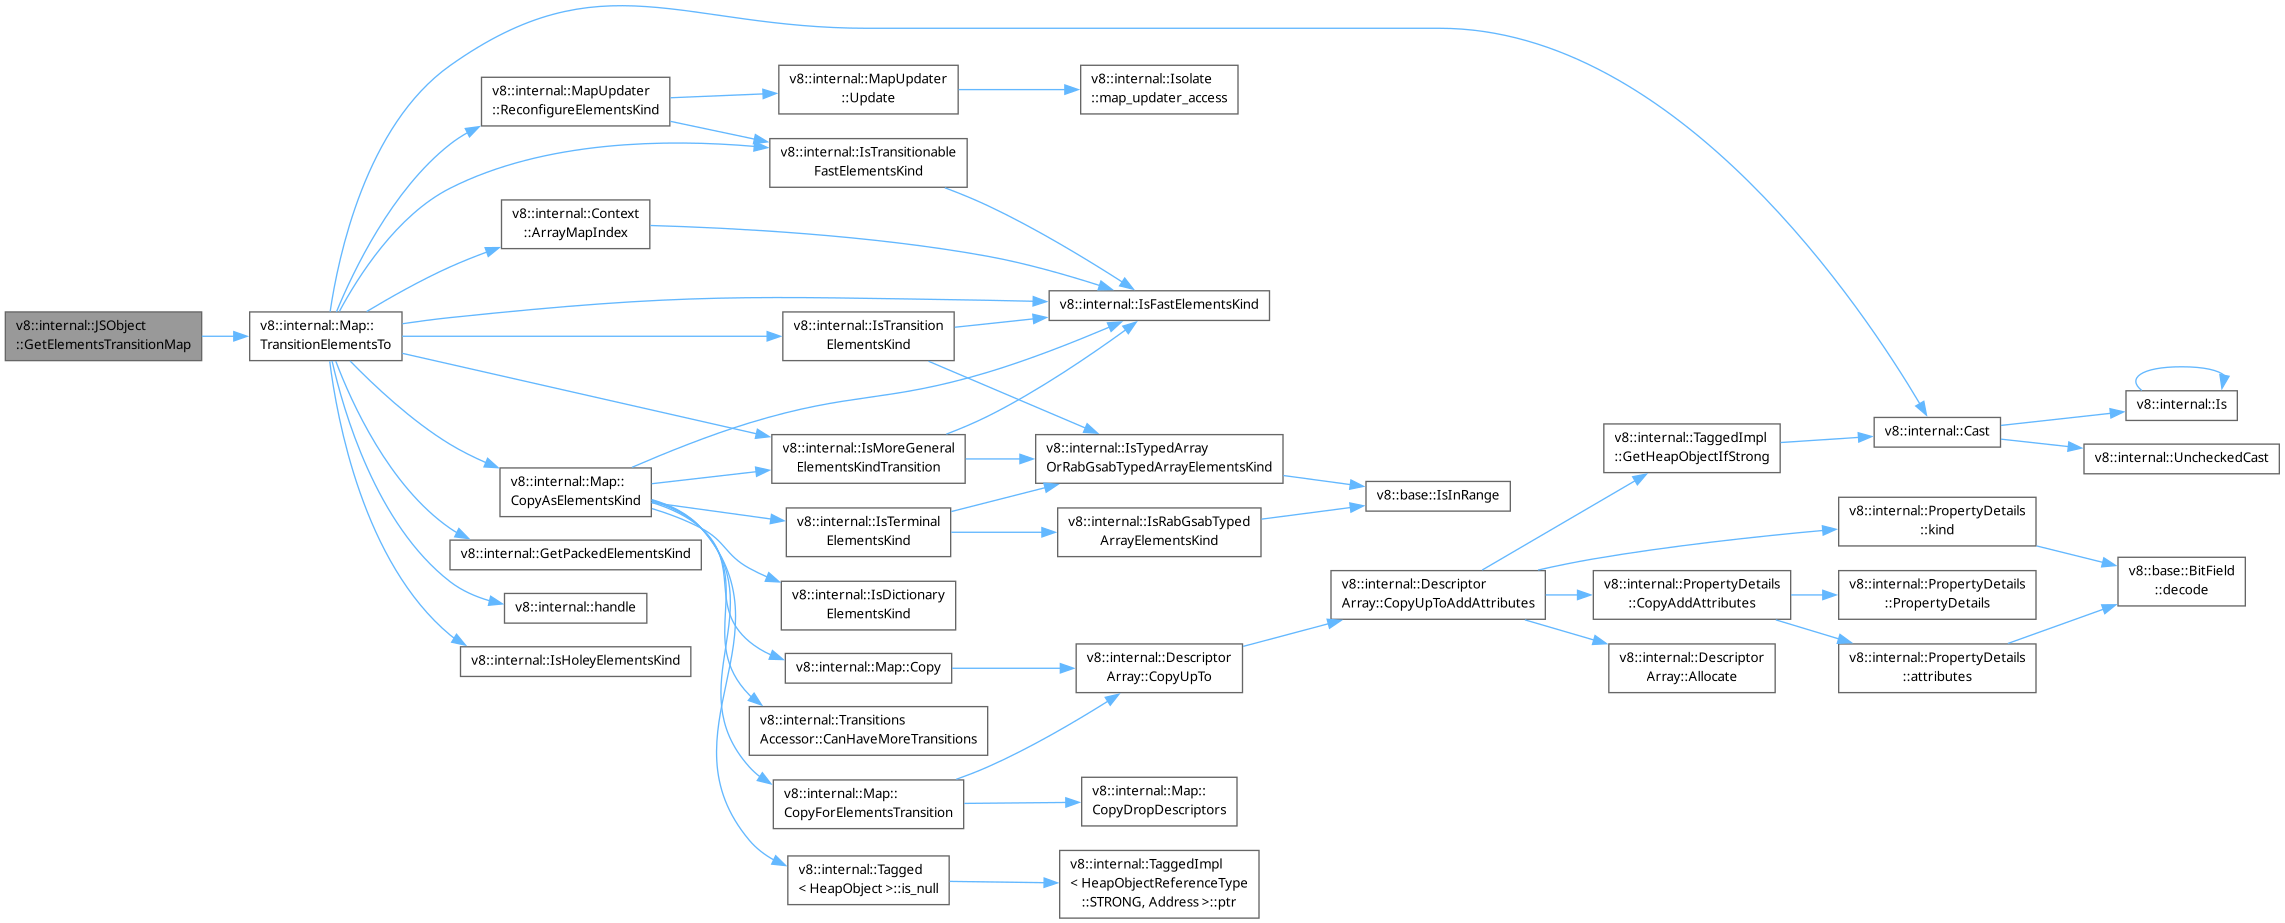 v8::internal::JSObject
::GetElementsTransitionMap
v8::internal::Map::
TransitionElementsTo
v8::internal::MapUpdater
::ReconfigureElementsKind
v8::internal::Context
::ArrayMapIndex
v8::internal::Map::
CopyAsElementsKind
v8::internal::GetPackedElementsKind
v8::internal::handle
v8::internal::IsHoleyElementsKind
v8::internal::MapUpdater
::Update
v8::internal::IsTransitionable
FastElementsKind
v8::internal::IsTransition
ElementsKind
v8::internal::IsMoreGeneral
ElementsKindTransition
v8::internal::IsTerminal
ElementsKind
v8::internal::IsDictionary
ElementsKind
v8::internal::Map::Copy
v8::internal::Transitions
Accessor::CanHaveMoreTransitions
v8::internal::Map::
CopyForElementsTransition
v8::internal::Tagged
< HeapObject >::is_null
v8::internal::Isolate
::map_updater_access
v8::internal::IsFastElementsKind
v8::internal::IsTypedArray
OrRabGsabTypedArrayElementsKind
v8::internal::IsRabGsabTyped
ArrayElementsKind
v8::internal::Descriptor
Array::CopyUpTo
v8::internal::Map::
CopyDropDescriptors
v8::internal::TaggedImpl
< HeapObjectReferenceType
::STRONG, Address >::ptr
v8::base::IsInRange
v8::internal::Descriptor
Array::CopyUpToAddAttributes
v8::internal::TaggedImpl
::GetHeapObjectIfStrong
v8::internal::PropertyDetails
::CopyAddAttributes
v8::internal::Descriptor
Array::Allocate
v8::internal::Cast
v8::internal::PropertyDetails
::kind
v8::internal::PropertyDetails
::PropertyDetails
v8::internal::PropertyDetails
::attributes
v8::internal::Is
v8::internal::UncheckedCast
v8::base::BitField
::decode